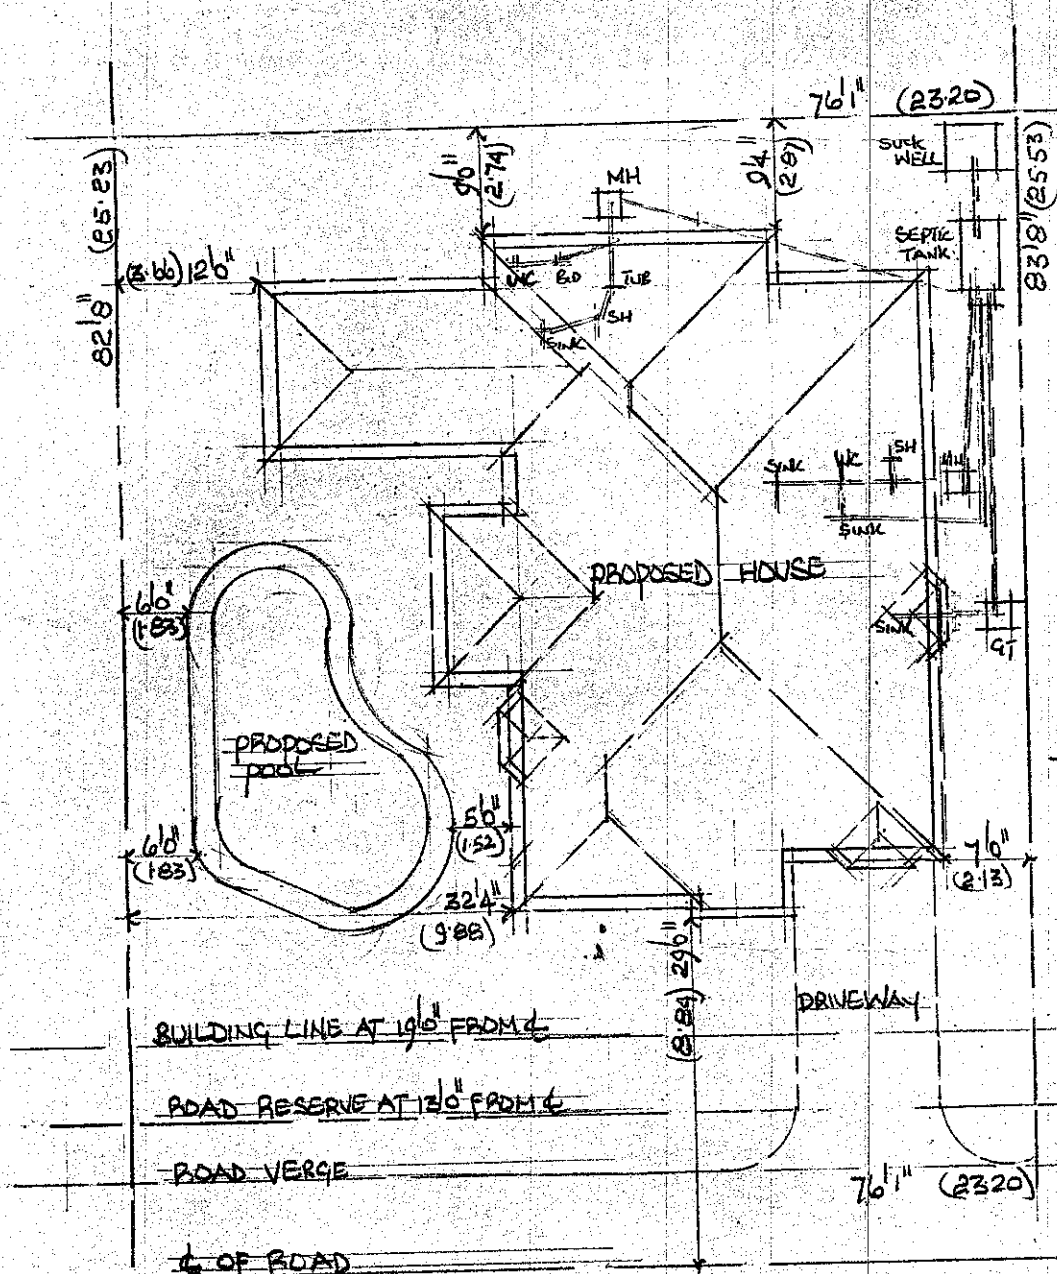 76'1" (23.20)
SUCK
WELL
9'0"
(2.74)
9'4"
(2.87)
MH
82'8" (25.23)
83'8" (25.53)
SEPTIC
TANK
(3.66) 12'0"
WC
BD
TUB
SH
SINK
SINK
WC
SH
MH
SINK
PROPOSED HOUSE
6'0"
(1.83)
SINK
GT
PROPOSED
POOL
5'0"
(1.52)
6'0"
(1.83)
7'0"
(2.13)
32'4"
(9.88)
(8.84) 29'0"
DRIVEWAY
BUILDING LINE AT 19'0" FROM ℄
ROAD RESERVE AT 13'0" FROM ℄
ROAD VERGE
76'1" (23.20)
℄ OF ROAD